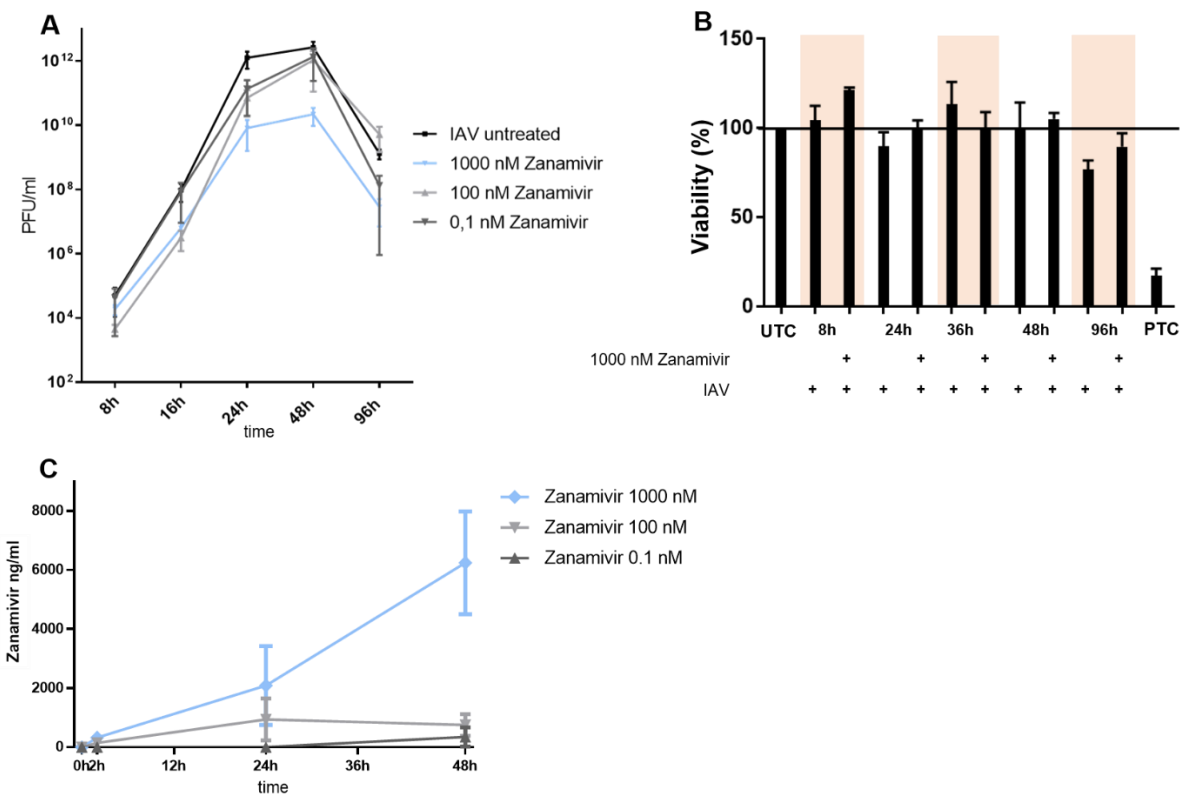 A
10^12
10^10
10^8
10^6
10^4
10^2
PFU/ml
8h 16h 24h 48h 96h
time
IAV untreated
1000 nM Zanamivir
100 nM Zanamivir
0,1 nM Zanamivir
B
150
100
50
0
Viability (%)
UTC 8h 24h 36h 48h 96h PTC
1000 nM Zanamivir + + + + +
IAV + + + + + + + + + +
C
8000
6000
4000
2000
0
Zanamivir ng/ml
0h 2h 12h 24h 36h 48h
time
Zanamivir 1000 nM
Zanamivir 100 nM
Zanamivir 0.1 nM